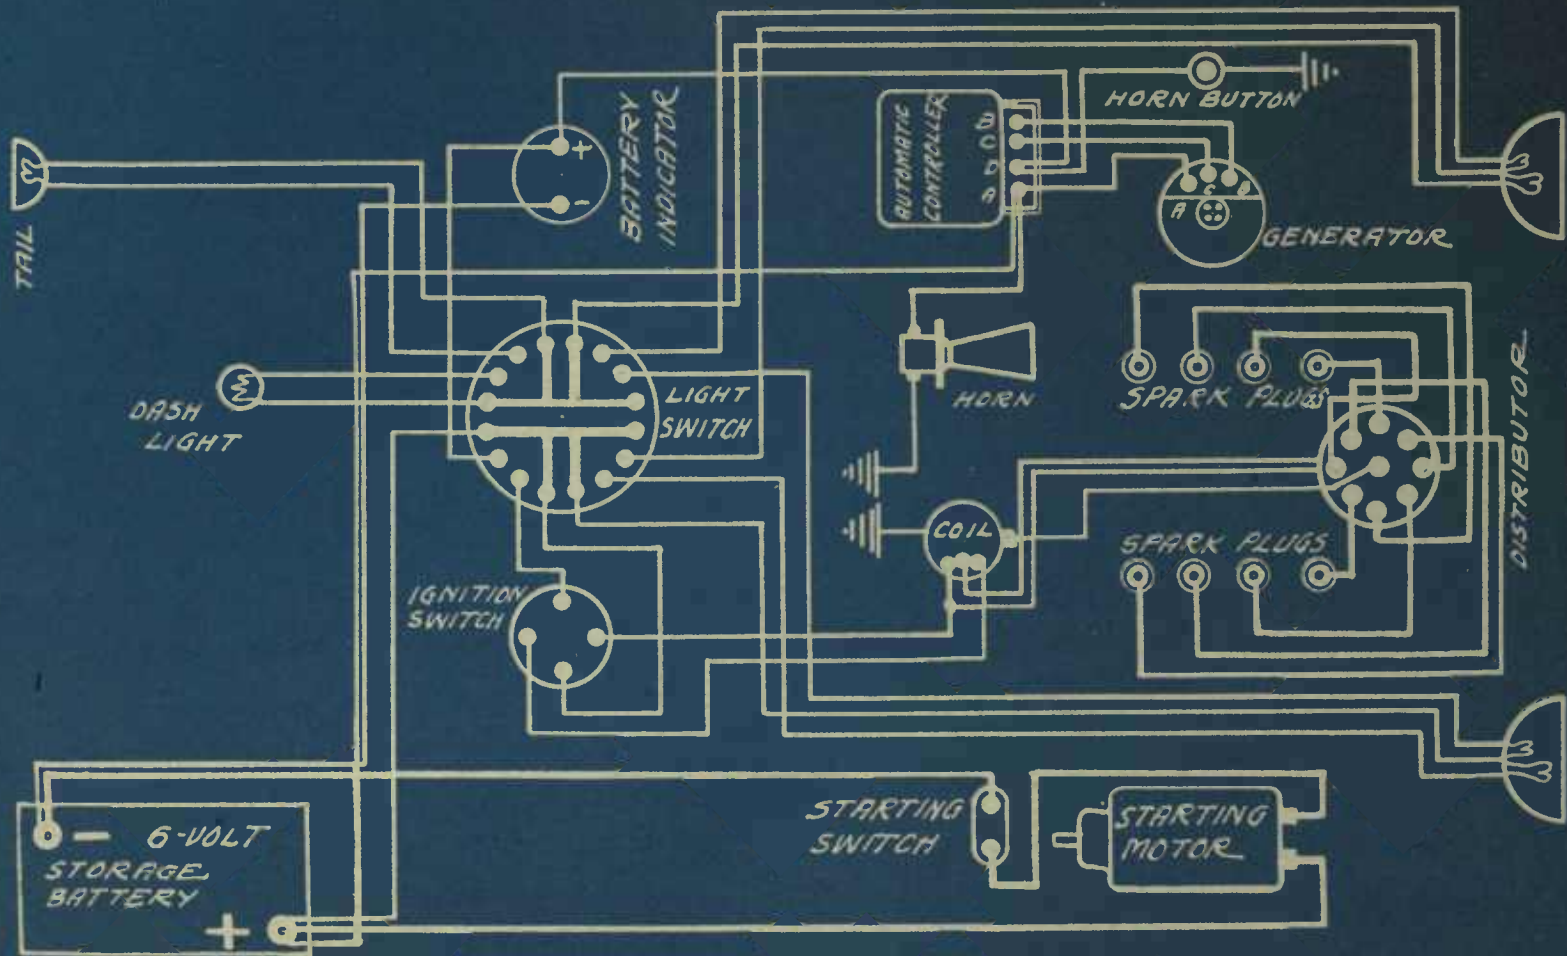 TAIL
BATTERY
INDICATOR
+
-
AUTOMATIC
CONTROLLER
B
C
D
A
HORN BUTTON
A
C
B
GENERATOR
DASH
LIGHT
LIGHT
SWITCH
HORN
SPARK PLUGS
DISTRIBUTOR
COIL
SPARK PLUGS
IGNITION
SWITCH
- 6-VOLT
STORAGE
BATTERY
+
STARTING
SWITCH
STARTING
MOTOR